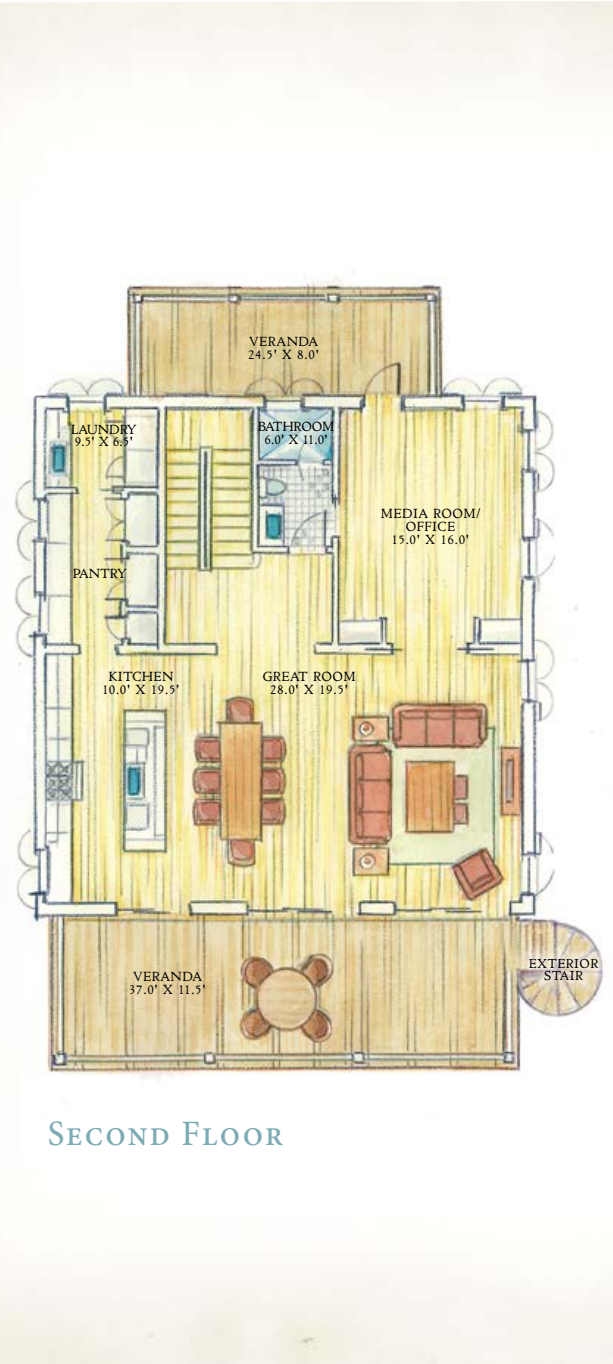 VERANDA
24.5' X 8.0'
LAUNDRY
9.5' X 6.5'
BATHROOM
6.0' X 11.0'
MEDIA ROOM/
OFFICE
15.0' X 16.0'
PANTRY
KITCHEN
10.0' X 19.5'
GREAT ROOM
28.0' X 19.5'
VERANDA
37.0' X 11.5'
EXTERIOR
STAIR
SECOND FLOOR